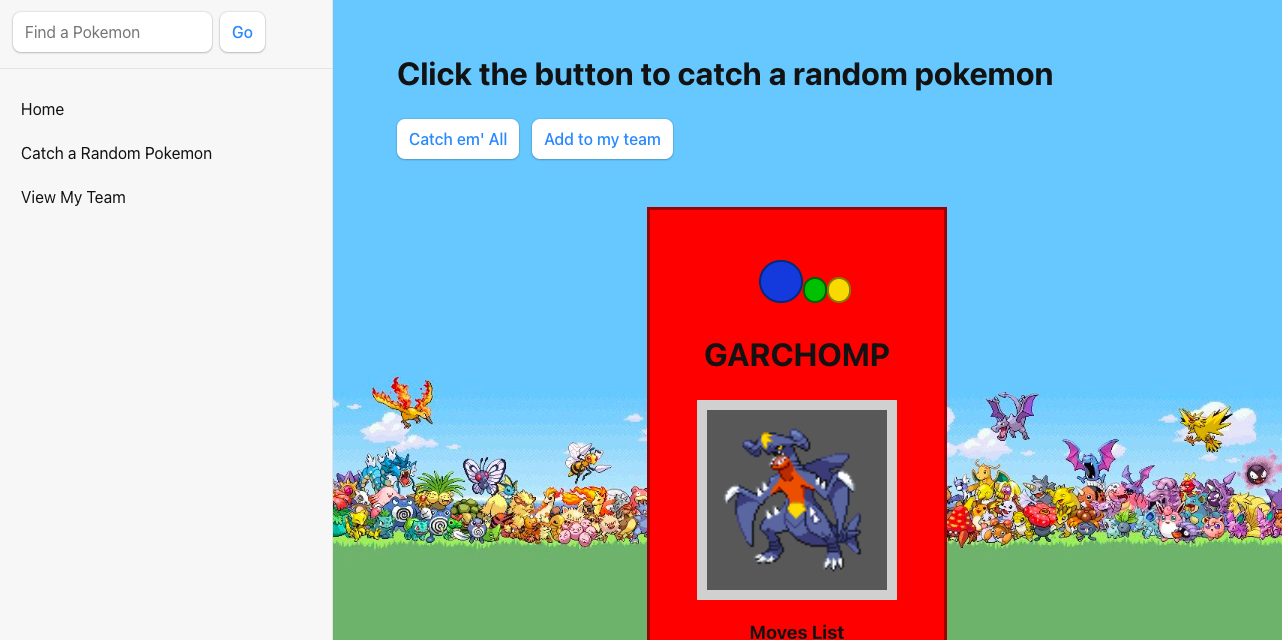 Find a Pokemon
Go
Home
Catch a Random Pokemon
View My Team
Click the button to catch a random pokemon
Catch em' All
Add to my team
GARCHOMP
Moves List